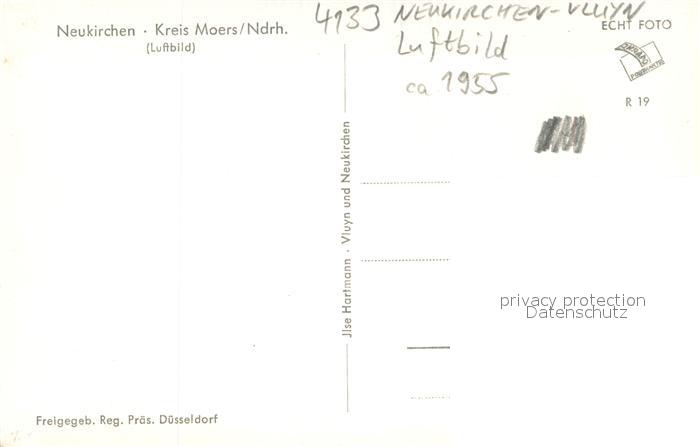 Neukirchen · Kreis Moers/Ndrh.
(Luftbild)
4133 NEUKIRCHEN-VLUYN
Luftbild
ca 1955
ECHT FOTO
R 19
Jlse Hartmann · Vluyn und Neukirchen
privacy protection
Datenschutz
Freigegeb. Reg. Präs. Düsseldorf